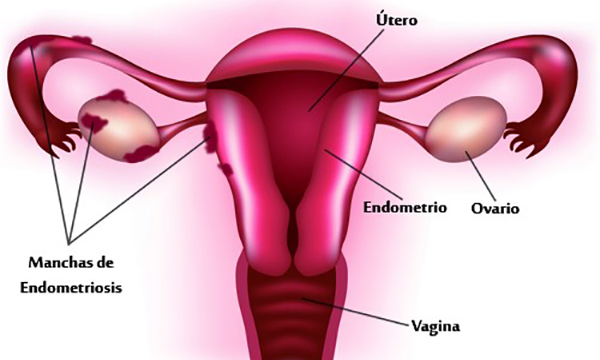 Útero
Endometrio
Ovario
Manchas de
Endometriosis
Vagina